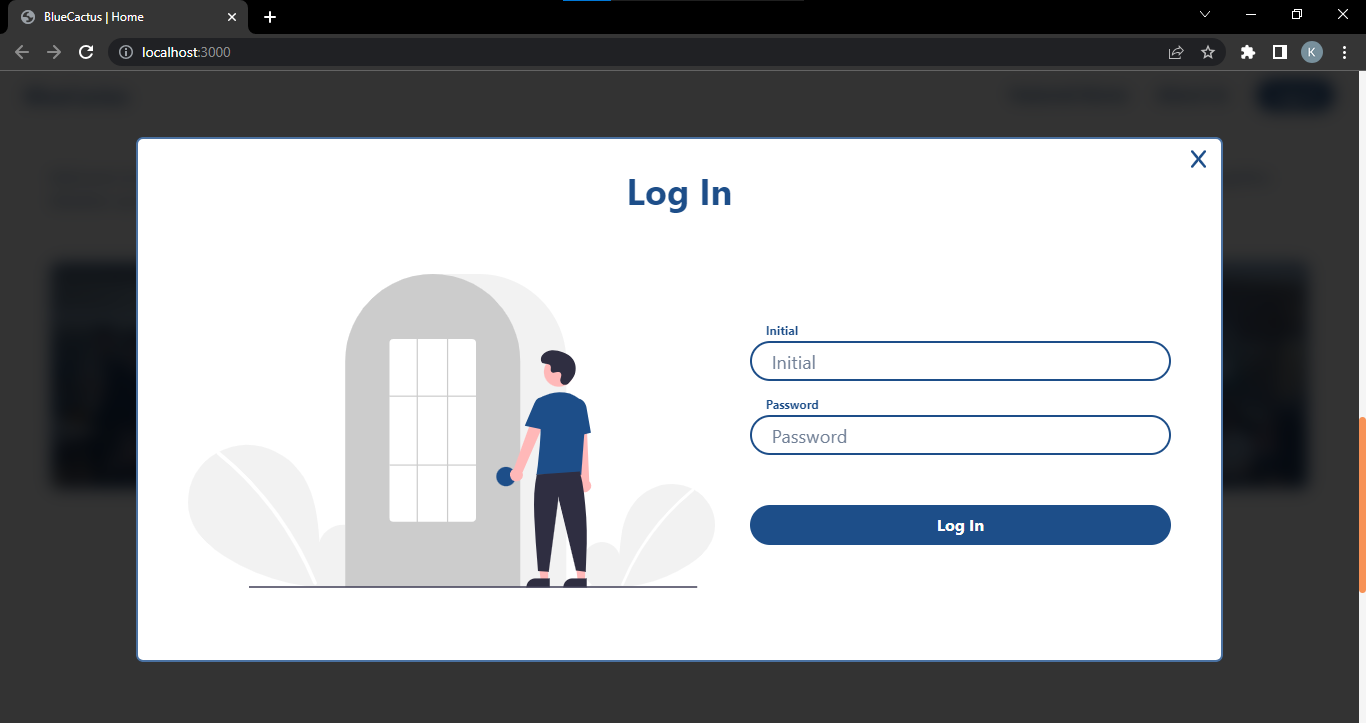 BlueCactus | Home
localhost:3000
K
Log In
X
Initial
Initial
Password
Password
Log In